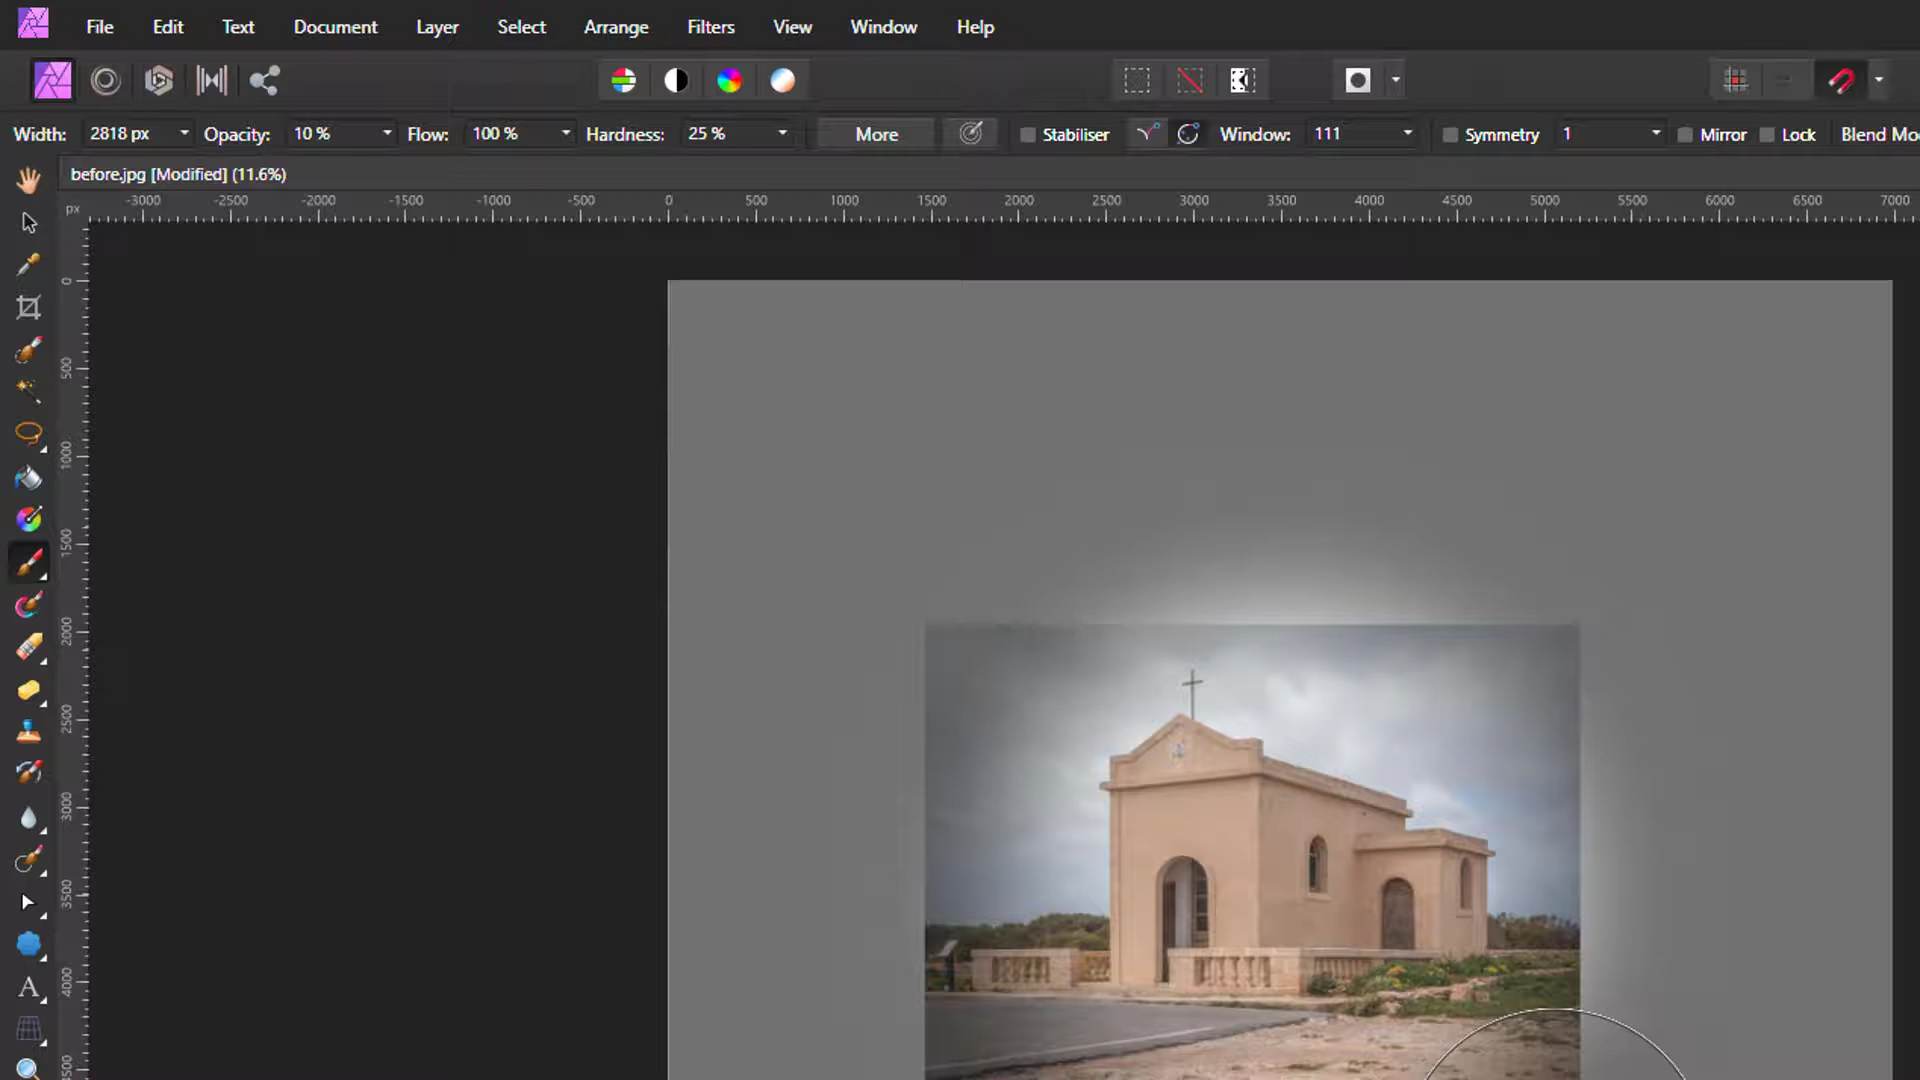 File Edit Text Document Layer Select Arrange Filters View Window Help
Width: 2818 px Opacity: 10 % Flow: 100 % Hardness: 25 % More Stabiliser Window: 111 Symmetry 1 Mirror Lock Blend Mo
before.jpg [Modified] (11.6%)
px -3000 -2500 -2000 -1500 -1000 -500 0 500 1000 1500 2000 2500 3000 3500 4000 4500 5000 5500 6000 6500 7000
0
500
1000
1500
2000
2500
3000
3500
4000
4500